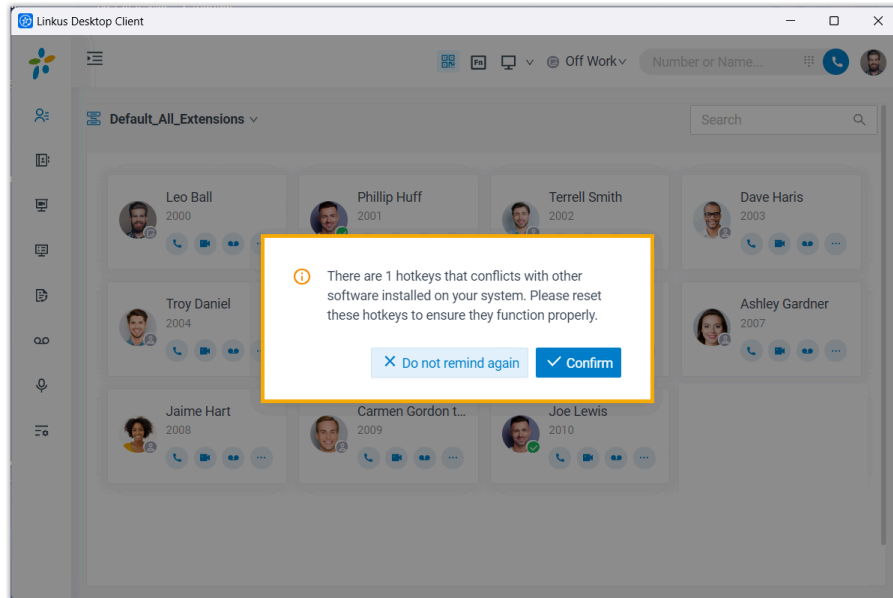 Linkus Desktop Client
Fn
Off Work
Number or Name...
Default_All_Extensions
Search
Leo Ball
2000
Phillip Huff
2001
Terrell Smith
2002
Dave Haris
2003
There are 1 hotkeys that conflicts with other
software installed on your system. Please reset
these hotkeys to ensure they function properly.
Do not remind again
Confirm
Troy Daniel
2004
Ashley Gardner
2007
Jaime Hart
2008
Carmen Gordon t...
2009
Joe Lewis
2010